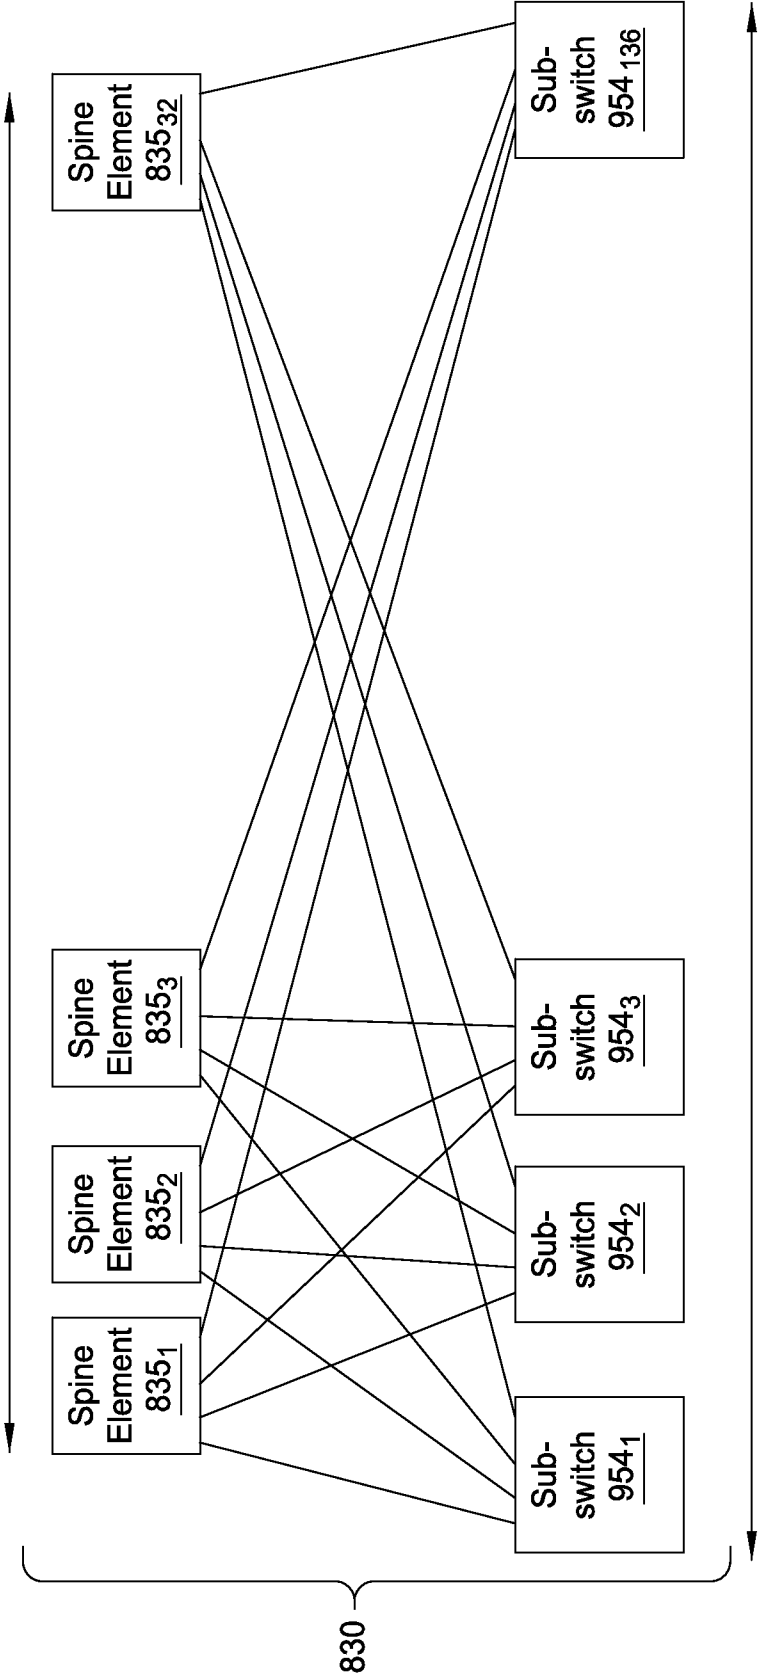 830
Spine
Element
835₁
Spine
Element
835₂
Spine
Element
835₃
Spine
Element
835₃₂
Sub-
switch
954₁
Sub-
switch
954₂
Sub-
switch
954₃
Sub-
switch
954₁₃₆